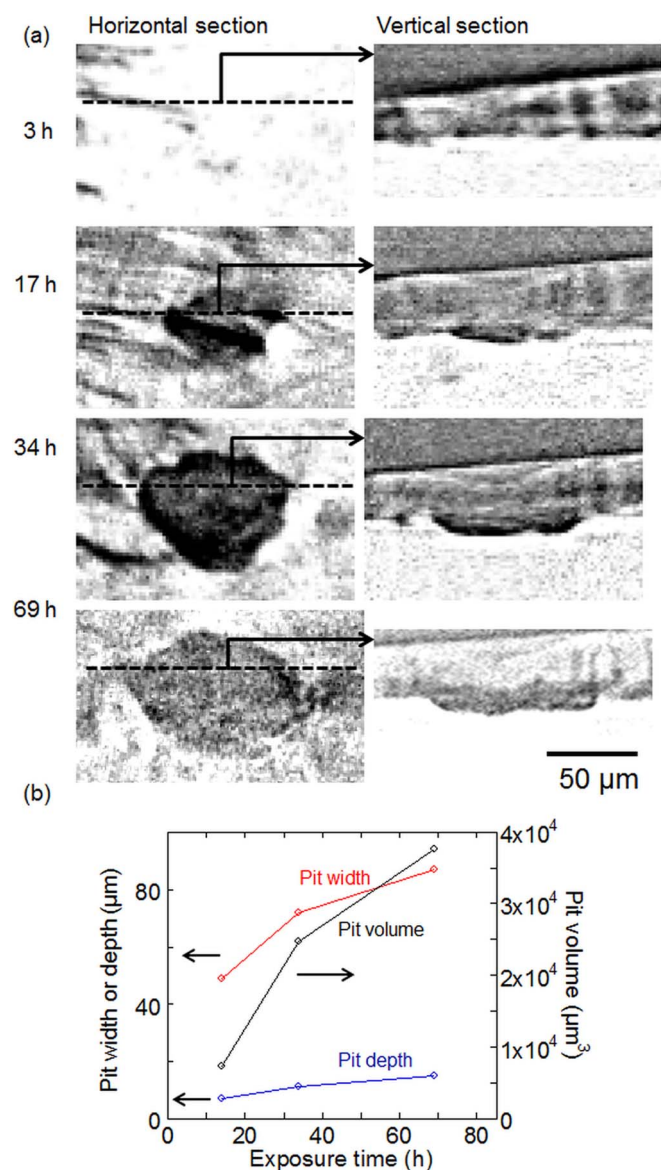 (a)
Horizontal section
Vertical section
3 h
17 h
34 h
69 h
50 µm
(b)
Pit width or depth (µm)
80
40
0
Pit width
Pit volume
Pit depth
4x10⁴
3x10⁴
2x10⁴
1x10⁴
0
Pit volume (µm³)
0
20
40
60
80
Exposure time (h)